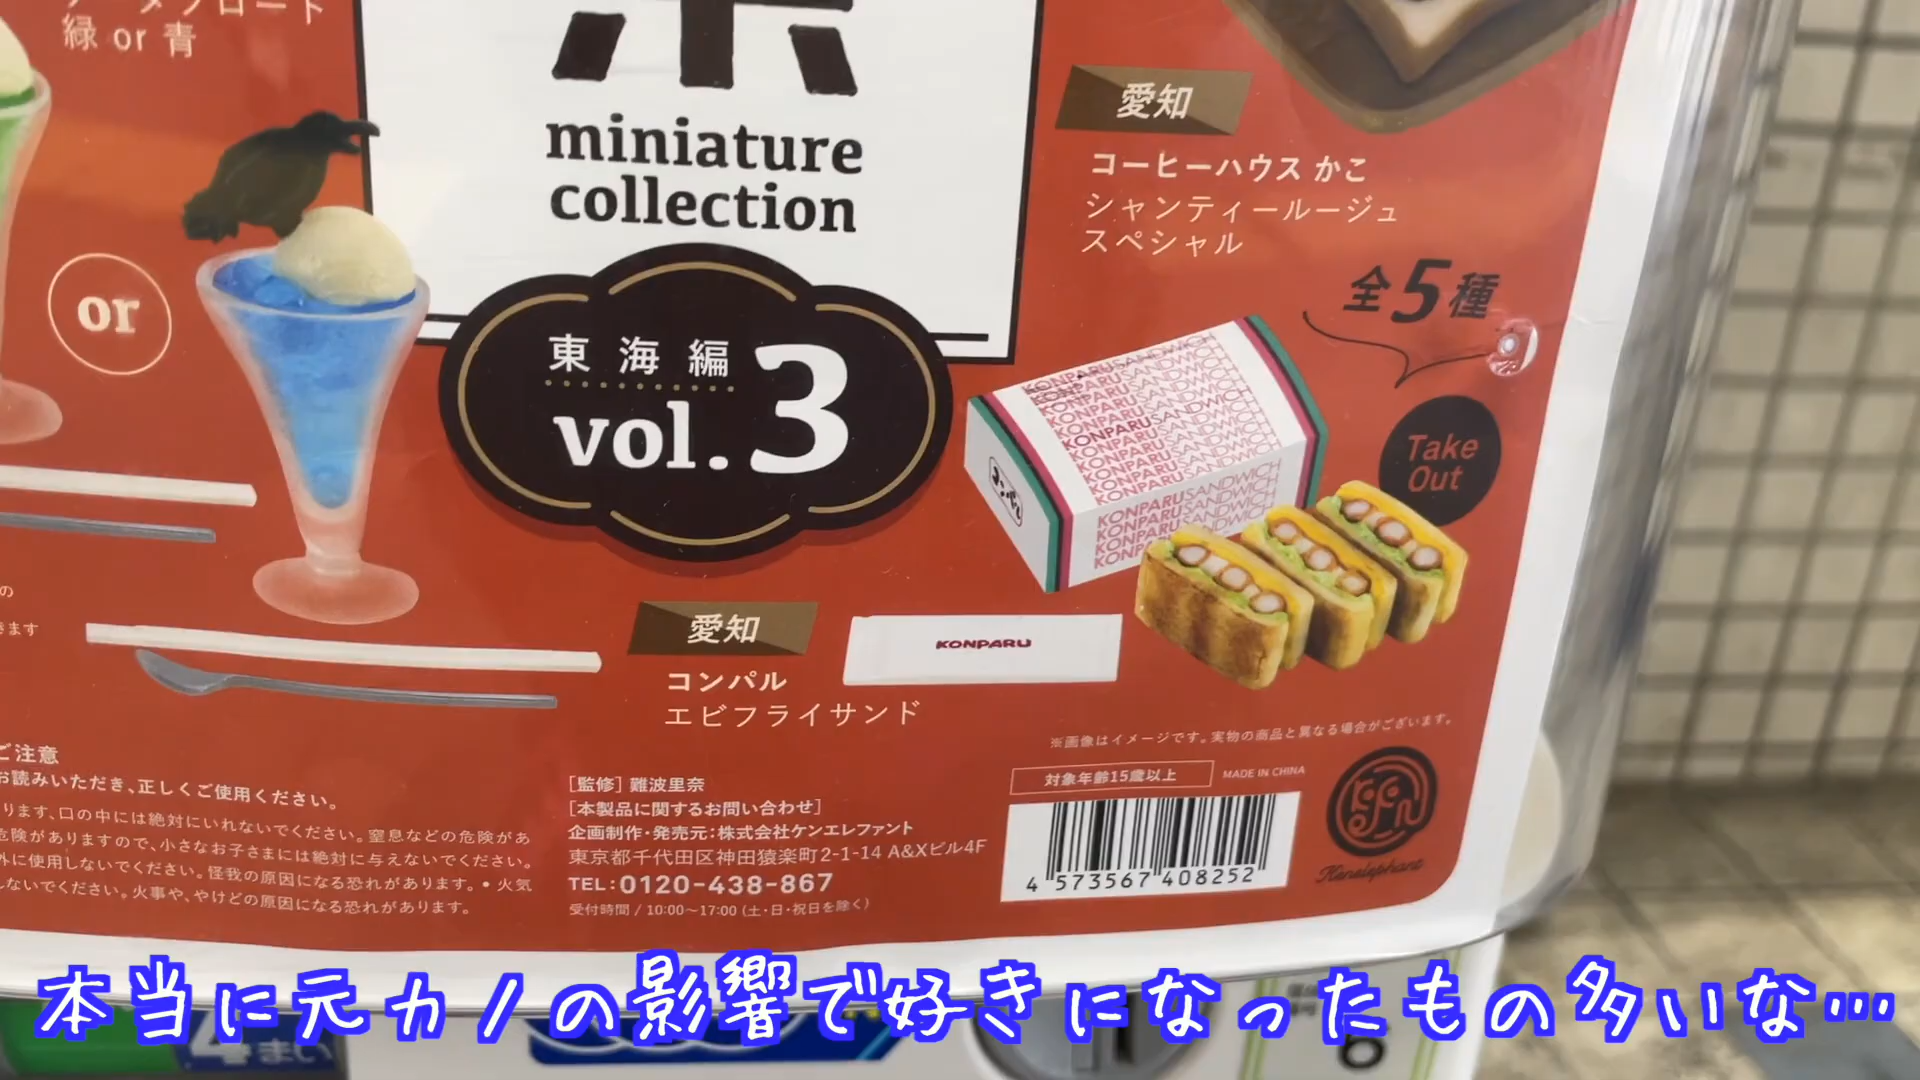 緑 or 青
or
miniature
collection
東海編
vol.3
愛知
コーヒーハウス かこ
シャンティールージュ
スペシャル
全5種
Take
Out
KONPARU SANDWICH
コンパル
愛知
コンパル
エビフライサンド
KONPARU
※画像はイメージです。実物の商品と異なる場合がございます。
対象年齢15歳以上
MADE IN CHINA
4 573567 408252
Kenelephant
[監修] 難波里奈
[本製品に関するお問い合わせ]
企画制作・発売元：株式会社ケンエレファント
東京都千代田区神田猿楽町2-1-14 A&Xビル4F
TEL：0120-438-867
受付時間 / 10:00〜17:00 (土・日・祝日を除く)
ご注意
お読みいただき、正しくご使用ください。
ります、口の中には絶対にいれないでください。窒息などの危険があ
危険がありますので、小さなお子さまには絶対に与えないでください。
外に使用しないでください。怪我の原因になる恐れがあります。• 火気
しないでください。火事や、やけどの原因になる恐れがあります。
本当に元カノの影響で好きになったもの多いな…
4まい
6